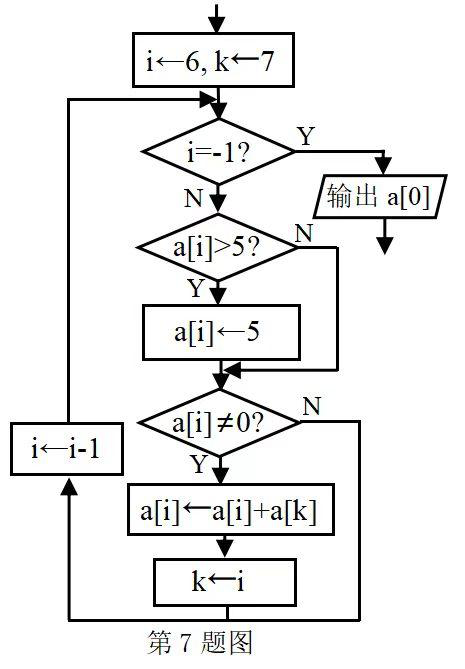 i←6, k←7
i=-1?
Y
输出 a[0]
N
a[i]>5?
N
Y
a[i]←5
a[i]≠0?
N
i←i-1
Y
a[i]←a[i]+a[k]
k←i
第 7 题图